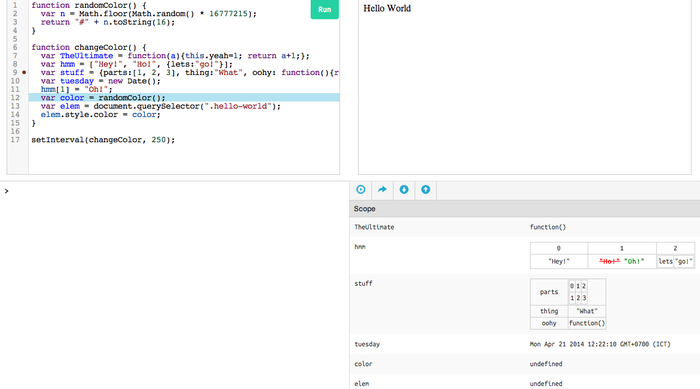 1 function randomColor() {
2 var n = Math.floor(Math.random() * 16777215);
3 return "#" + n.toString(16);
4 }
5
6 function changeColor() {
7 var TheUltimate = function(a){this.yeah=1; return a+1;};
8 var hmm = ["Hey!", "Ho!", {lets:"go!"}];
9 var stuff = {parts:[1, 2, 3], thing:"What", oohy: function(){r
10 var tuesday = new Date();
11 hmm[1] = "Oh!";
12 var color = randomColor();
13 var elem = document.querySelector(".hello-world");
14 elem.style.color = color;
15 }
16
17 setInterval(changeColor, 250);
Run
Hello World
>
Scope
TheUltimate function()
hmm
0 1 2
"Hey!" "Ho!" "Oh!" lets "go!"
stuff
parts
0 1 2
1 2 3
thing "What"
oohy function()
tuesday Mon Apr 21 2014 12:22:10 GMT+0700 (ICT)
color undefined
elem undefined